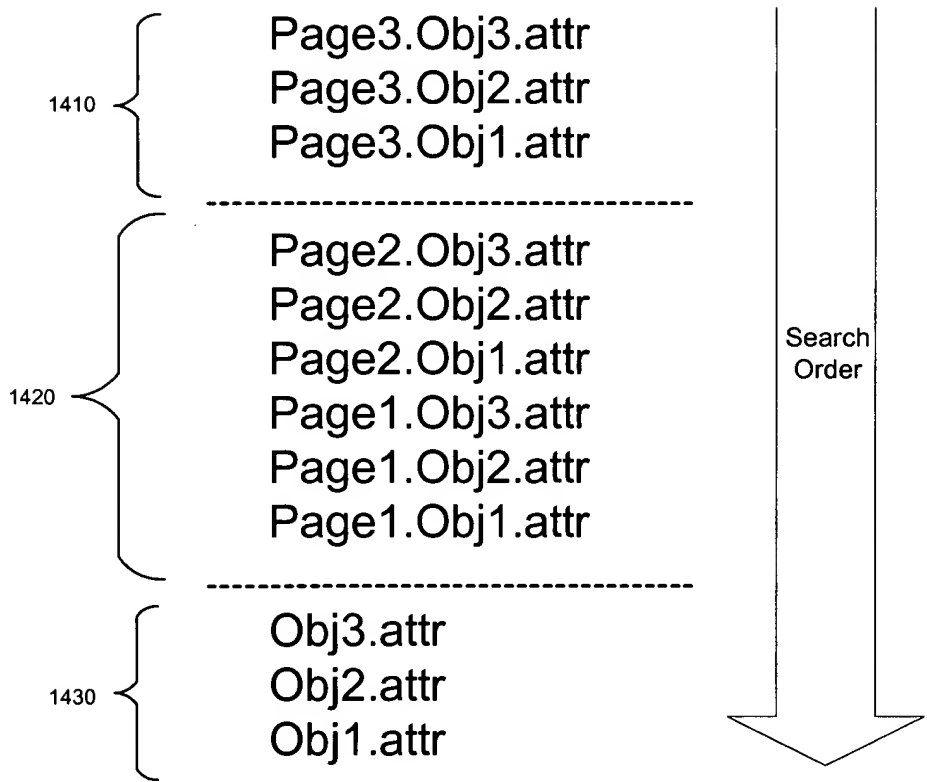 Page3.Obj3.attr
Page3.Obj2.attr
1410
Page3.Obj1.attr
Page2.Obj3.attr
Page2.Obj2.attr
Page2.Obj1.attr
1420
Page1.Obj3.attr
Page1.Obj2.attr
Page1.Obj1.attr
Search
Order
Obj3.attr
1430
Obj2.attr
Obj1.attr